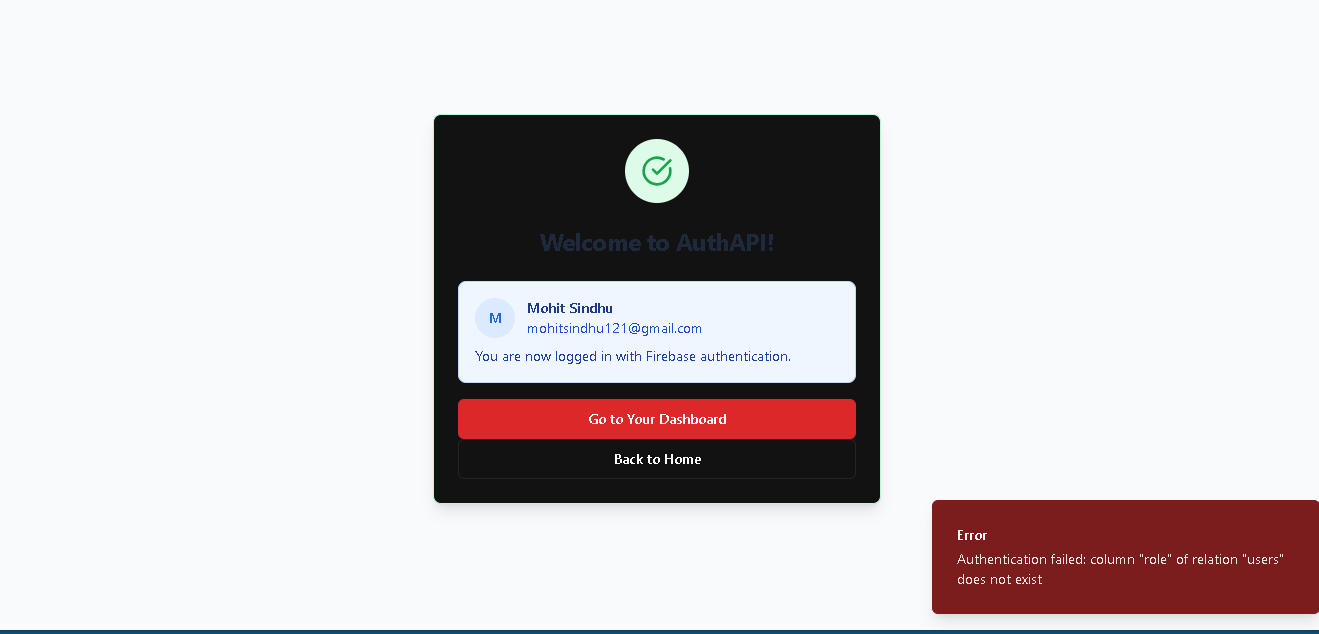 Welcome to AuthAPI!
M
Mohit Sindhu
mohitsindhu121@gmail.com
You are now logged in with Firebase authentication.
Go to Your Dashboard
Back to Home
Error
Authentication failed: column "role" of relation "users"
does not exist